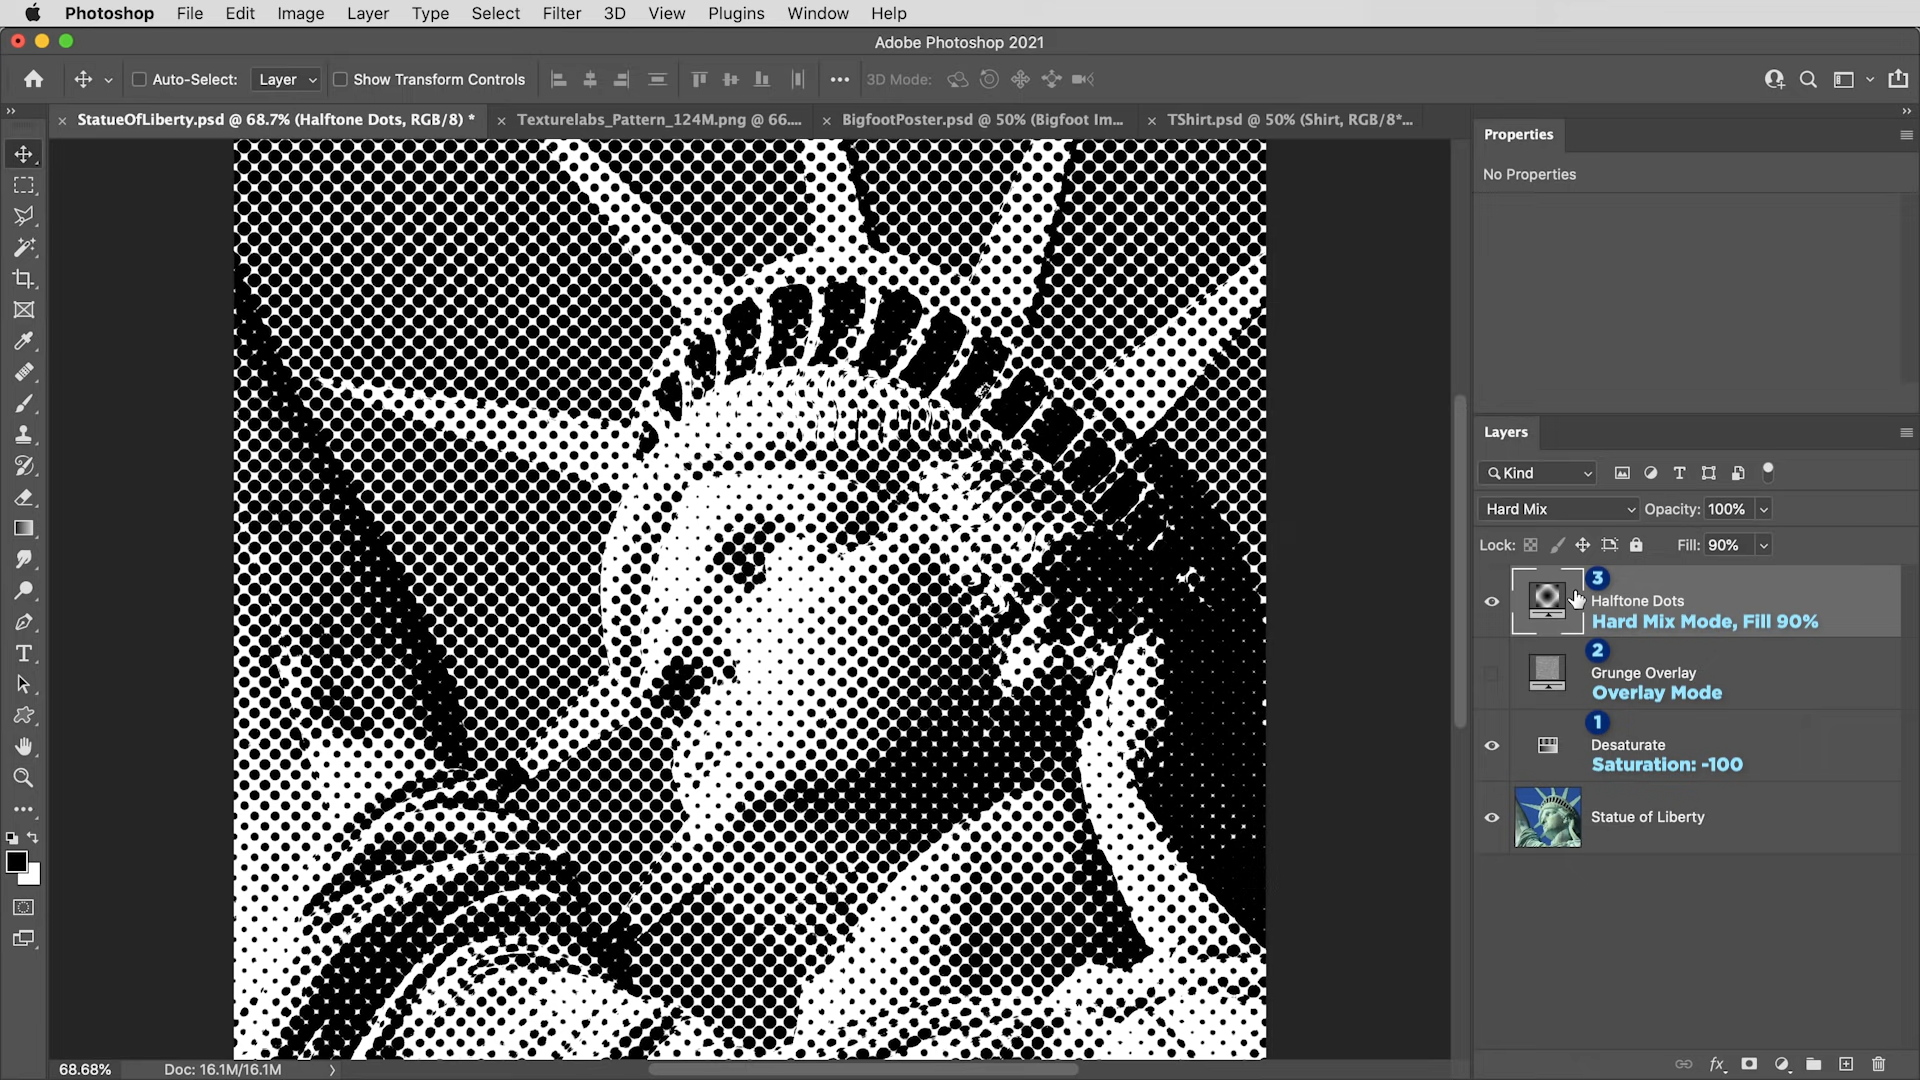 Photoshop File Edit Image Layer Type Select Filter 3D View Plugins Window Help
Adobe Photoshop 2021
Auto-Select: Layer Show Transform Controls 3D Mode:
StatueOfLiberty.psd @ 68.7% (Halftone Dots, RGB/8) * Texturelabs_Pattern_124M.png @ 66.... BigfootPoster.psd @ 50% (Bigfoot Im... TShirt.psd @ 50% (Shirt, RGB/8*...
Properties
No Properties
Layers
Kind
Hard Mix Opacity: 100%
Lock: Fill: 90%
3
Halftone Dots
Hard Mix Mode, Fill 90%
2
Grunge Overlay
Overlay Mode
1
Desaturate
Saturation: -100
Statue of Liberty
68.68% Doc: 16.1M/16.1M
fx